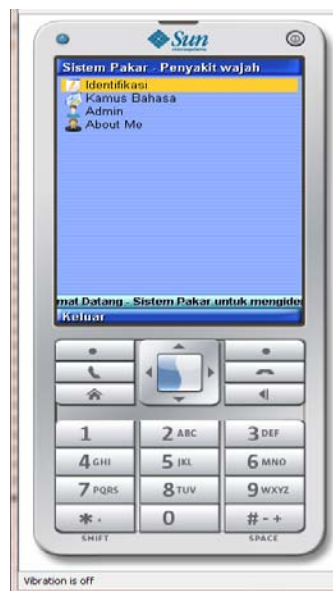 Sun
Sistem Pakar - Penyakit wajah
Identifikasi
Kamus Bahasa
Admin
About Me
mat Datang - Sistem Pakar untuk mengider
Keluar
1
2 ABC
3 DEF
4 GHI
5 JKL
6 MNO
7 PQRS
8 TUV
9 WXYZ
* .
0
# - +
SHIFT
SPACE
Vibration is off